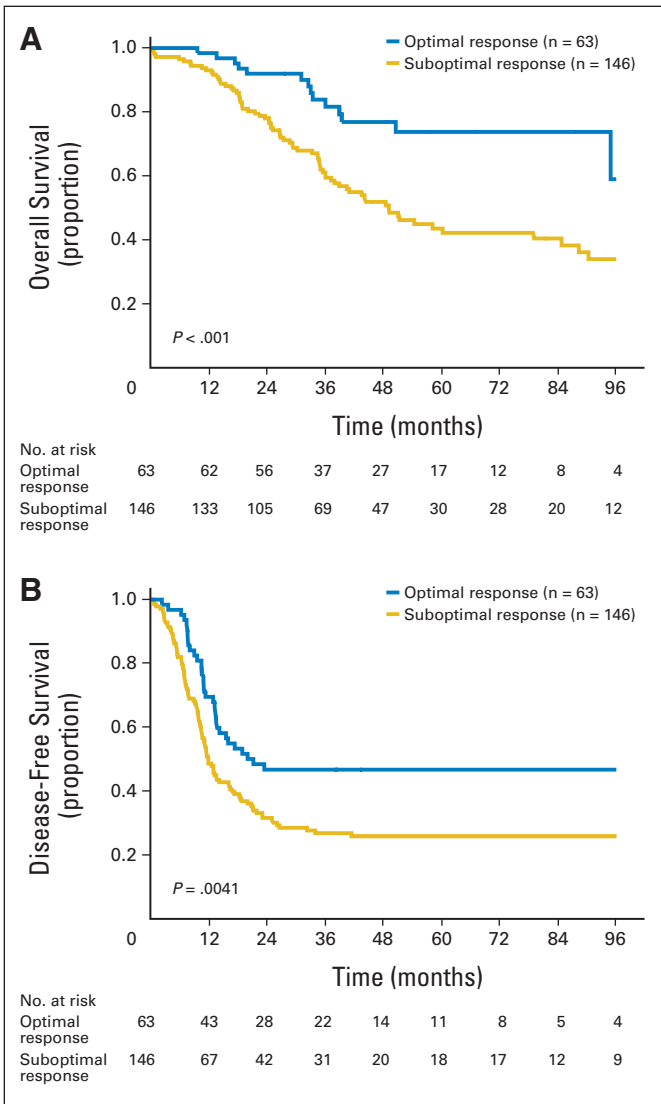 A
Optimal response (n = 63)
Suboptimal response (n = 146)
Overall Survival
(proportion)
1.0
0.8
0.6
0.4
0.2
P < .001
0 12 24 36 48 60 72 84 96
Time (months)
No. at risk
Optimal
response 63 62 56 37 27 17 12 8 4
Suboptimal
response 146 133 105 69 47 30 28 20 12
B
Optimal response (n = 63)
Suboptimal response (n = 146)
Disease-Free Survival
(proportion)
1.0
0.8
0.6
0.4
0.2
P = .0041
0 12 24 36 48 60 72 84 96
Time (months)
No. at risk
Optimal
response 63 43 28 22 14 11 8 5 4
Suboptimal
response 146 67 42 31 20 18 17 12 9